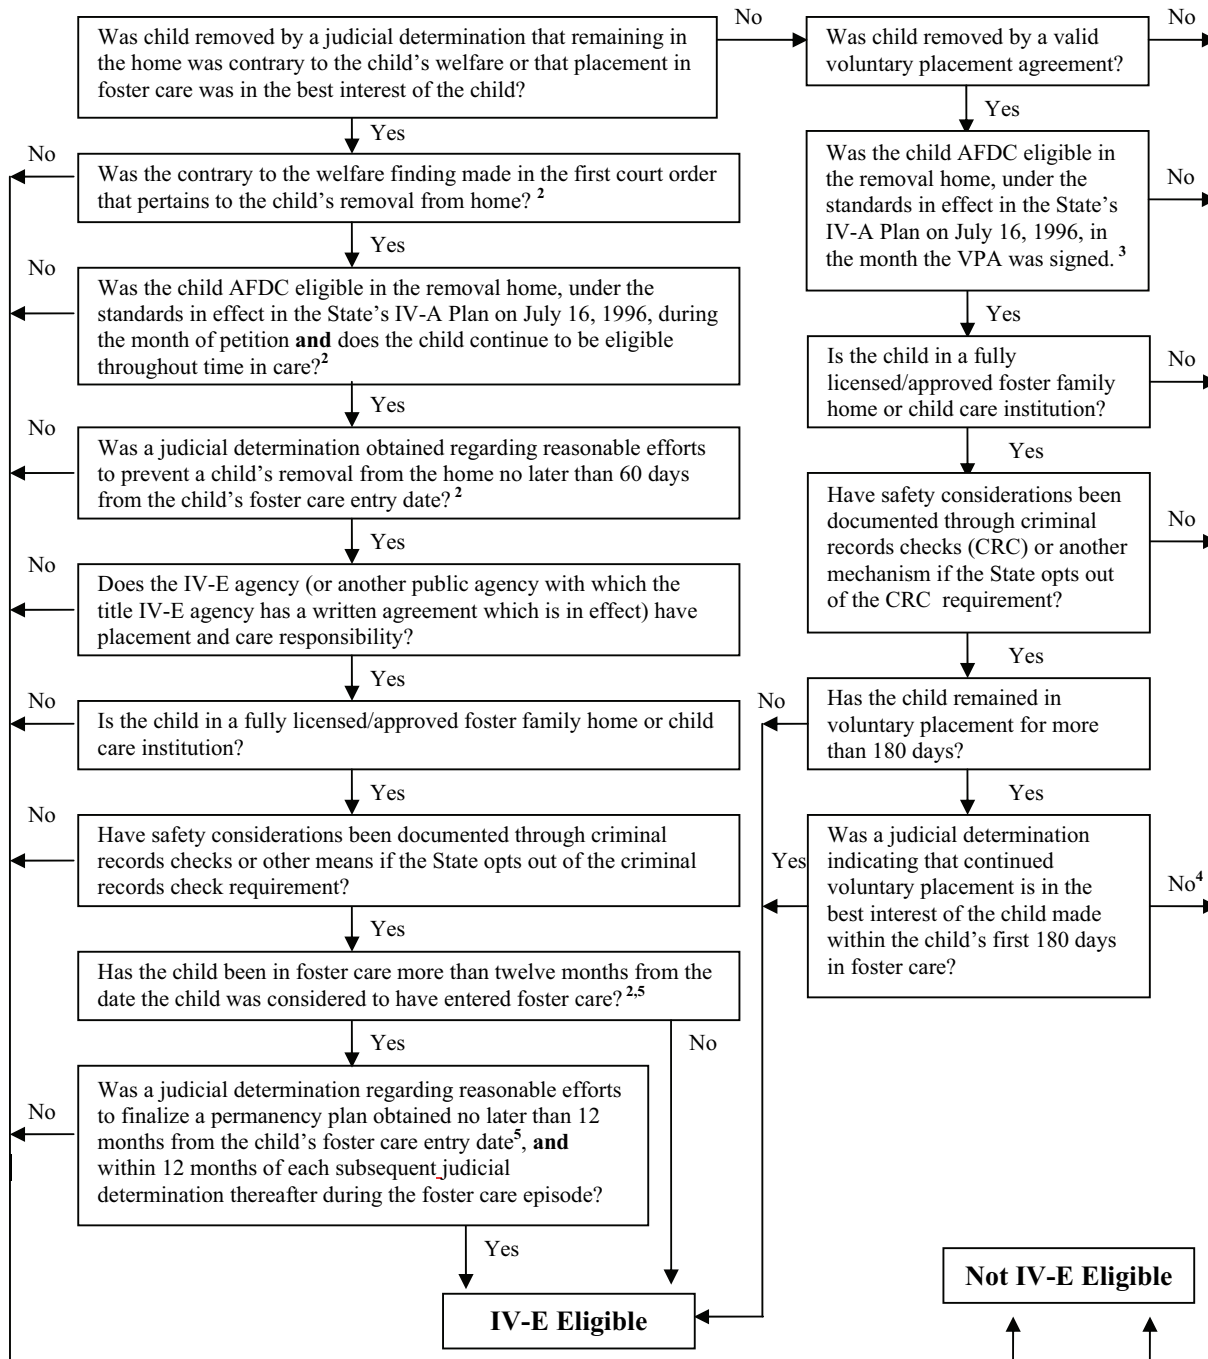 Was child removed by a judicial determination that remaining in
the home was contrary to the child's welfare or that placement in
foster care was in the best interest of the child?
No
Was child removed by a valid
voluntary placement agreement?
No
Yes
Yes
No
Was the contrary to the welfare finding made in the first court order
that pertains to the child's removal from home? 2
Was the child AFDC eligible in
the removal home, under the
standards in effect in the State's
IV-A Plan on July 16, 1996, in
the month the VPA was signed. 3
No
Yes
No
Was the child AFDC eligible in the removal home, under the
standards in effect in the State's IV-A Plan on July 16, 1996, during
the month of petition and does the child continue to be eligible
throughout time in care?2
Yes
Is the child in a fully
licensed/approved foster family
home or child care institution?
No
Yes
No
Was a judicial determination obtained regarding reasonable efforts
to prevent a child's removal from the home no later than 60 days
from the child's foster care entry date? 2
Yes
Have safety considerations been
documented through criminal
records checks (CRC) or another
mechanism if the State opts out
of the CRC requirement?
No
Yes
No
Does the IV-E agency (or another public agency with which the
title IV-E agency has a written agreement which is in effect) have
placement and care responsibility?
Yes
Yes
No
Is the child in a fully licensed/approved foster family home or child
care institution?
No
Has the child remained in
voluntary placement for more
than 180 days?
Yes
Yes
No
Have safety considerations been documented through criminal
records checks or other means if the State opts out of the criminal
records check requirement?
Yes
Was a judicial determination
indicating that continued
voluntary placement is in the
best interest of the child made
within the child's first 180 days
in foster care?
No4
Yes
Has the child been in foster care more than twelve months from the
date the child was considered to have entered foster care? 2,5
Yes
No
No
Was a judicial determination regarding reasonable efforts
to finalize a permanency plan obtained no later than 12
months from the child's foster care entry date5, and
within 12 months of each subsequent judicial
determination thereafter during the foster care episode?
Yes
IV-E Eligible
Not IV-E Eligible